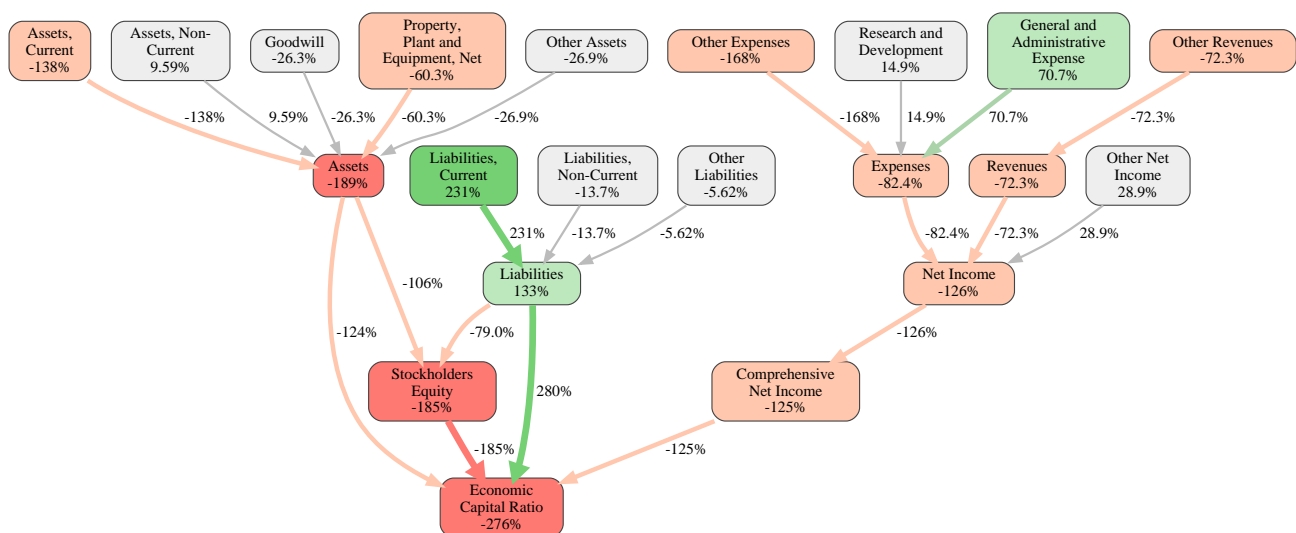 Assets,
Current
-138%
Assets, Non-
Current
9.59%
Goodwill
-26.3%
Property,
Plant and
Equipment, Net
-60.3%
Other Assets
-26.9%
Other Expenses
-168%
Research and
Development
14.9%
General and
Administrative
Expense
70.7%
Other Revenues
-72.3%
-138%
9.59%
-26.3%
-60.3%
-26.9%
-168%
14.9%
70.7%
-72.3%
Assets
-189%
Liabilities,
Current
231%
Liabilities,
Non-Current
-13.7%
Other
Liabilities
-5.62%
Expenses
-82.4%
Revenues
-72.3%
Other Net
Income
28.9%
231%
-13.7%
-5.62%
-82.4%
-72.3%
28.9%
-106%
Liabilities
133%
Net Income
-126%
-124%
-79.0%
-126%
Stockholders
Equity
-185%
280%
Comprehensive
Net Income
-125%
-185%
-125%
Economic
Capital Ratio
-276%